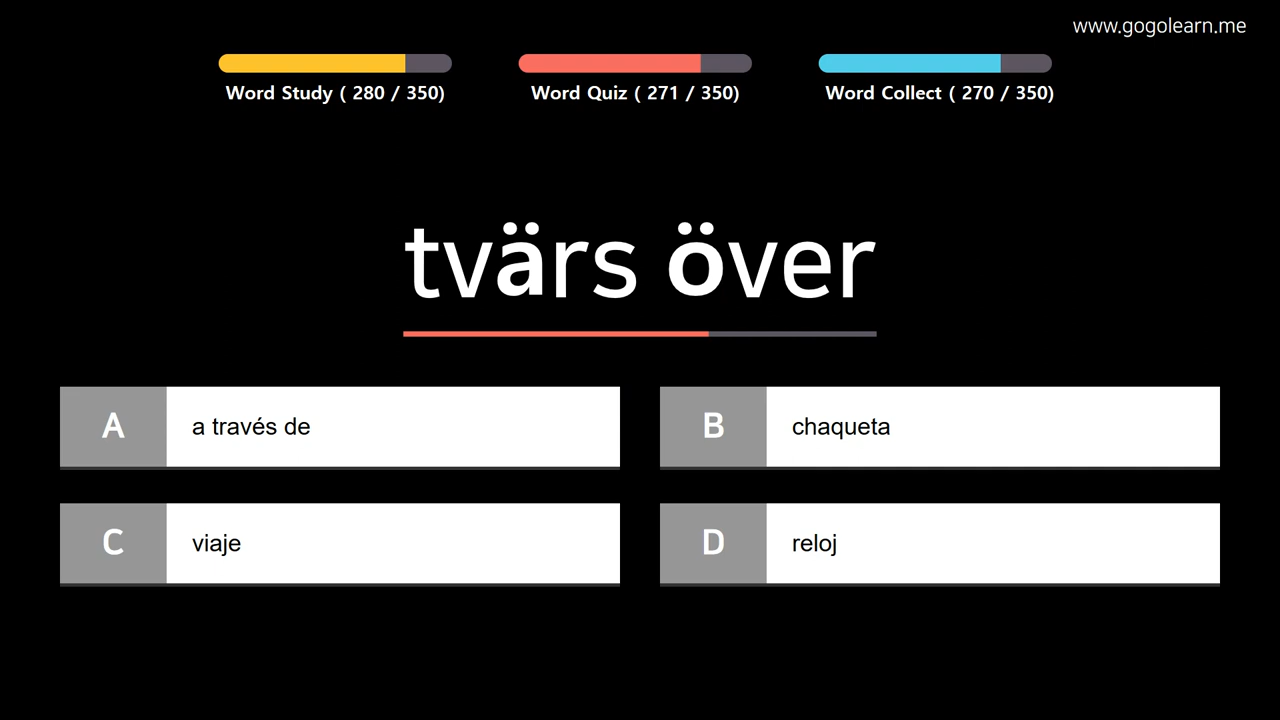 www.gogolearn.me
Word Study ( 280 / 350)
Word Quiz ( 271 / 350)
Word Collect ( 270 / 350)
tvärs över
A
a través de
B
chaqueta
C
viaje
D
reloj